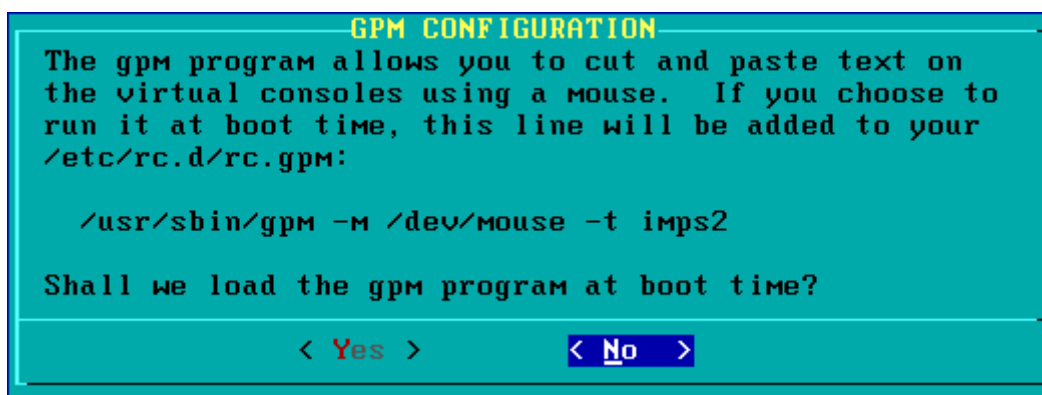 GPM CONFIGURATION
The gpm program allows you to cut and paste text on
the virtual consoles using a mouse.  If you choose to
run it at boot time, this line will be added to your
/etc/rc.d/rc.gpm:
/usr/sbin/gpm -m /dev/mouse -t imps2
Shall we load the gpm program at boot time?
< Yes > < No >